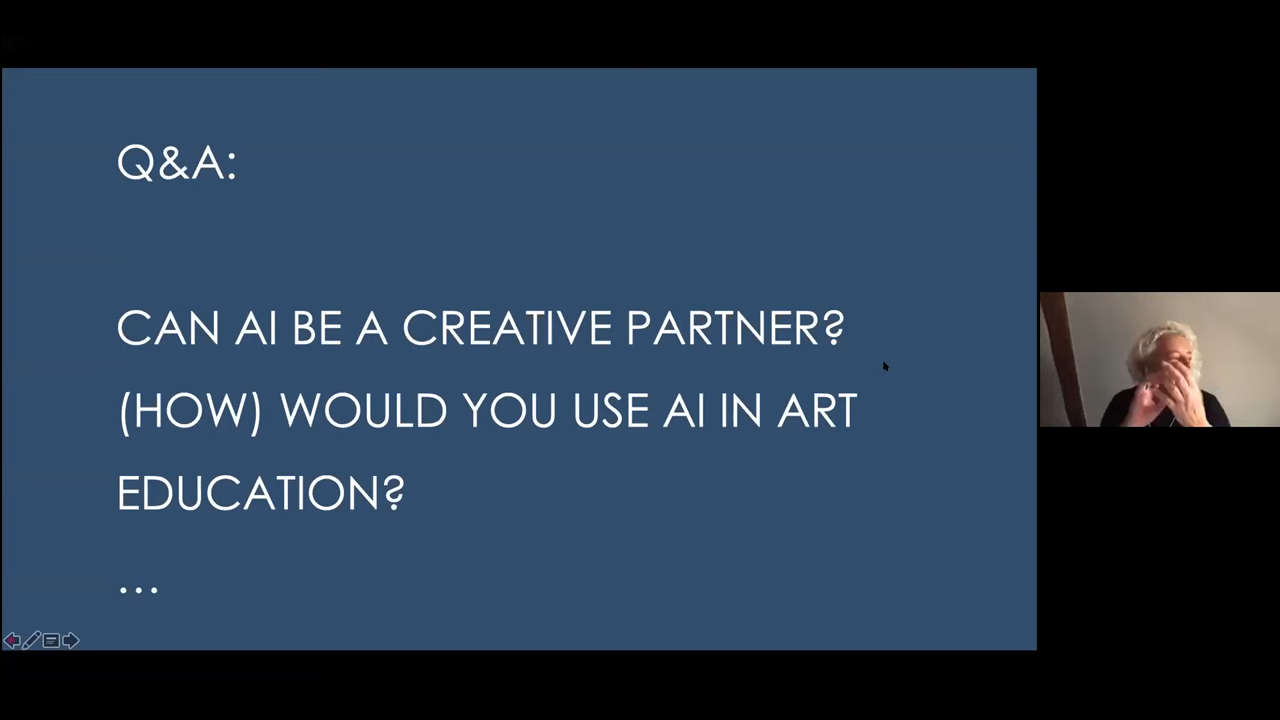 Q&A:
CAN AI BE A CREATIVE PARTNER?
(HOW) WOULD YOU USE AI IN ART
EDUCATION?
...